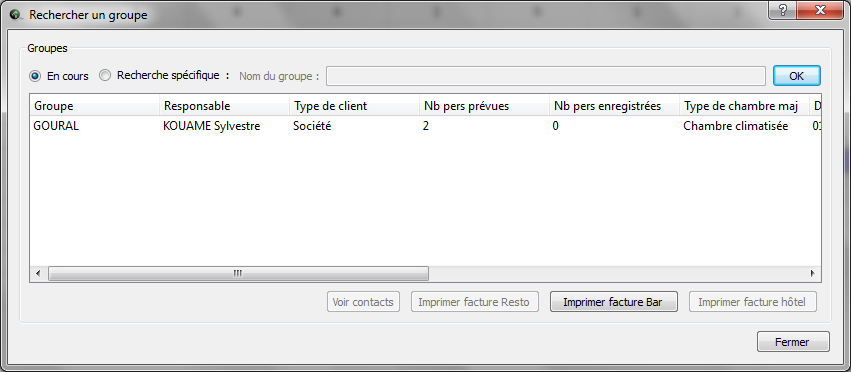 Rechercher un groupe
Groupes
En cours Recherche spécifique : Nom du groupe : OK
Groupe Responsable Type de client Nb pers prévues Nb pers enregistrées Type de chambre maj D
GOURAL KOUAME Sylvestre Société 2 0 Chambre climatisée
Voir contacts Imprimer facture Resto Imprimer facture Bar Imprimer facture hôtel
Fermer